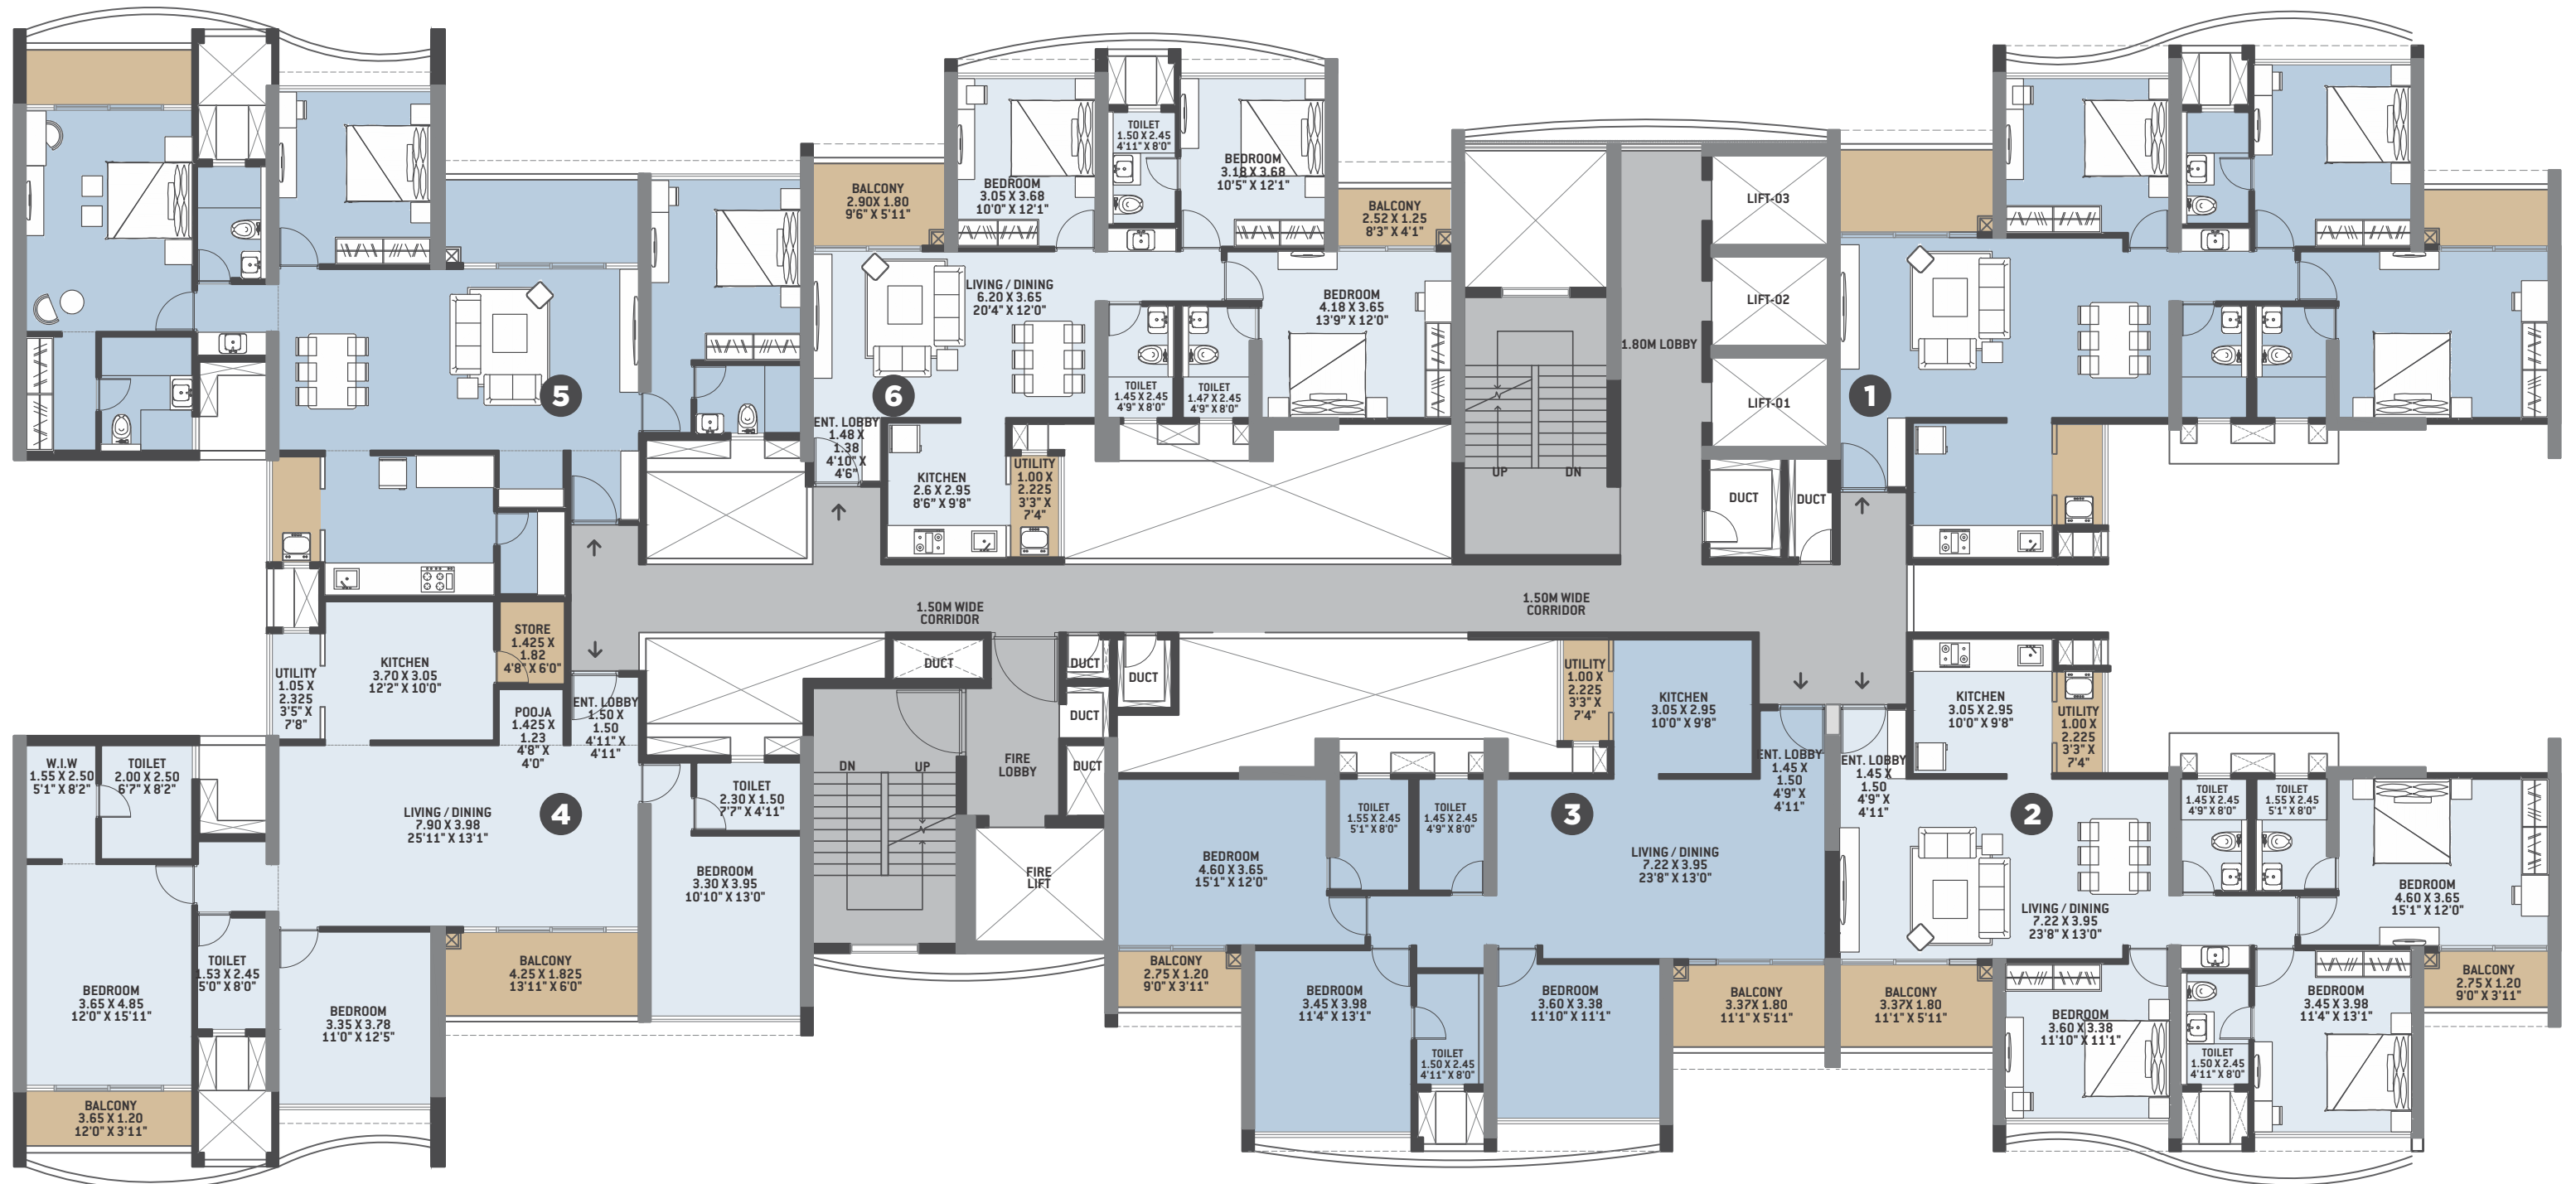 TOILET
1.50 X 2.45
4'11" X 8'0"
BEDROOM
3.18 X 3.68
10'5" X 12'1"
BEDROOM
3.05 X 3.68
10'0" X 12'1"
BALCONY
2.90X 1.80
9'6" X 5'11"
BALCONY
2.52 X 1.25
8'3" X 4'1"
LIFT-03
LIFT-02
LIFT-01
1.80M LOBBY
LIVING / DINING
6.20 X 3.65
20'4" X 12'0"
BEDROOM
4.18 X 3.65
13'9" X 12'0"
5
6
1
TOILET
1.45 X 2.45
4'9" X 8'0"
TOILET
1.47 X 2.45
4'9" X 8'0"
ENT. LOBBY
1.48 X
1.38
4'10" X
4'6"
KITCHEN
2.6 X 2.95
8'6" X 9'8"
UTILITY
1.00 X
2.225
3'3" X
7'4"
UP
DN
DUCT
DUCT
1.50M WIDE
CORRIDOR
1.50M WIDE
CORRIDOR
STORE
1.425 X
1.82
4'8" X 6'0"
KITCHEN
3.70 X 3.05
12'2" X 10'0"
UTILITY
1.05 X
2.325
3'5" X
7'8"
POOJA
1.425 X
1.23
4'8" X
4'0"
ENT. LOBBY
1.50 X
1.50
4'11" X
4'11"
DUCT
DUCT
DUCT
DUCT
DUCT
FIRE
LOBBY
DN
UP
FIRE
LIFT
W.I.W
1.55 X 2.50
5'1" X 8'2"
TOILET
2.00 X 2.50
6'7" X 8'2"
LIVING / DINING
7.90 X 3.98
25'11" X 13'1"
4
TOILET
2.30 X 1.50
7'7" X 4'11"
BEDROOM
3.30 X 3.95
10'10" X 13'0"
TOILET
1.53 X 2.45
5'0" X 8'0"
BEDROOM
3.65 X 4.85
12'0" X 15'11"
BEDROOM
3.35 X 3.78
11'0" X 12'5"
BALCONY
4.25 X 1.825
13'11" X 6'0"
BALCONY
3.65 X 1.20
12'0" X 3'11"
UTILITY
1.00 X
2.225
3'3" X
7'4"
KITCHEN
3.05 X 2.95
10'0" X 9'8"
ENT. LOBBY
1.45 X
1.50
4'9" X
4'11"
TOILET
1.55 X 2.45
5'1" X 8'0"
TOILET
1.45 X 2.45
4'9" X 8'0"
3
BEDROOM
4.60 X 3.65
15'1" X 12'0"
LIVING / DINING
7.22 X 3.95
23'8" X 13'0"
BALCONY
2.75 X 1.20
9'0" X 3'11"
BEDROOM
3.45 X 3.98
11'4" X 13'1"
BEDROOM
3.60 X 3.38
11'10" X 11'1"
TOILET
1.50 X 2.45
4'11" X 8'0"
BALCONY
3.37X 1.80
11'1" X 5'11"
BALCONY
3.37X 1.80
11'1" X 5'11"
KITCHEN
3.05 X 2.95
10'0" X 9'8"
UTILITY
1.00 X
2.225
3'3" X
7'4"
ENT. LOBBY
1.45 X
1.50
4'9" X
4'11"
2
TOILET
1.45 X 2.45
4'9" X 8'0"
TOILET
1.55 X 2.45
5'1" X 8'0"
BEDROOM
4.60 X 3.65
15'1" X 12'0"
LIVING / DINING
7.22 X 3.95
23'8" X 13'0"
BALCONY
2.75 X 1.20
9'0" X 3'11"
BEDROOM
3.45 X 3.98
11'4" X 13'1"
BEDROOM
3.60 X 3.38
11'10" X 11'1"
TOILET
1.50 X 2.45
4'11" X 8'0"